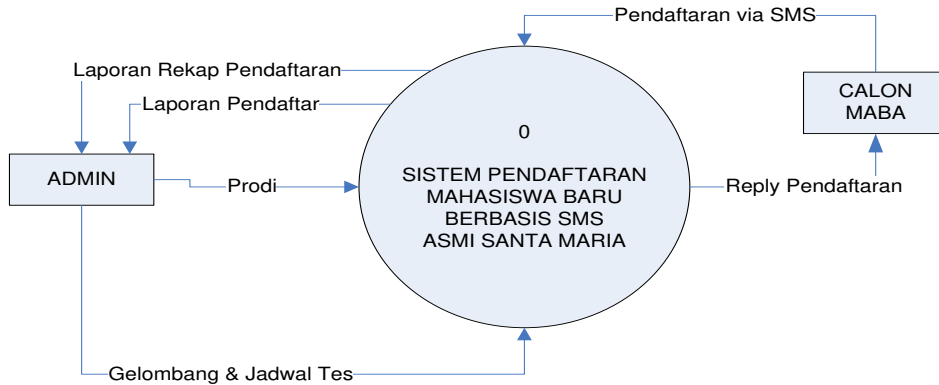 Pendaftaran via SMS
Laporan Rekap Pendaftaran
Laporan Pendaftar
CALON
MABA
0
ADMIN
Prodi
SISTEM PENDAFTARAN
MAHASISWA BARU
BERBASIS SMS
ASMI SANTA MARIA
Reply Pendaftaran
Gelombang & Jadwal Tes